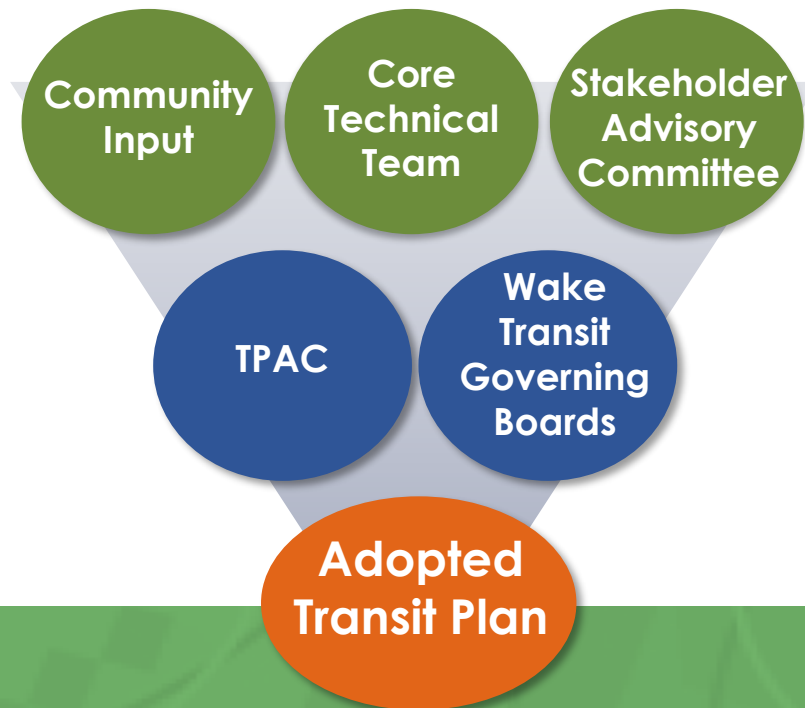 Community
Input
Core
Technical
Team
Stakeholder
Advisory
Committee
TPAC
Wake
Transit
Governing
Boards
Adopted
Transit Plan